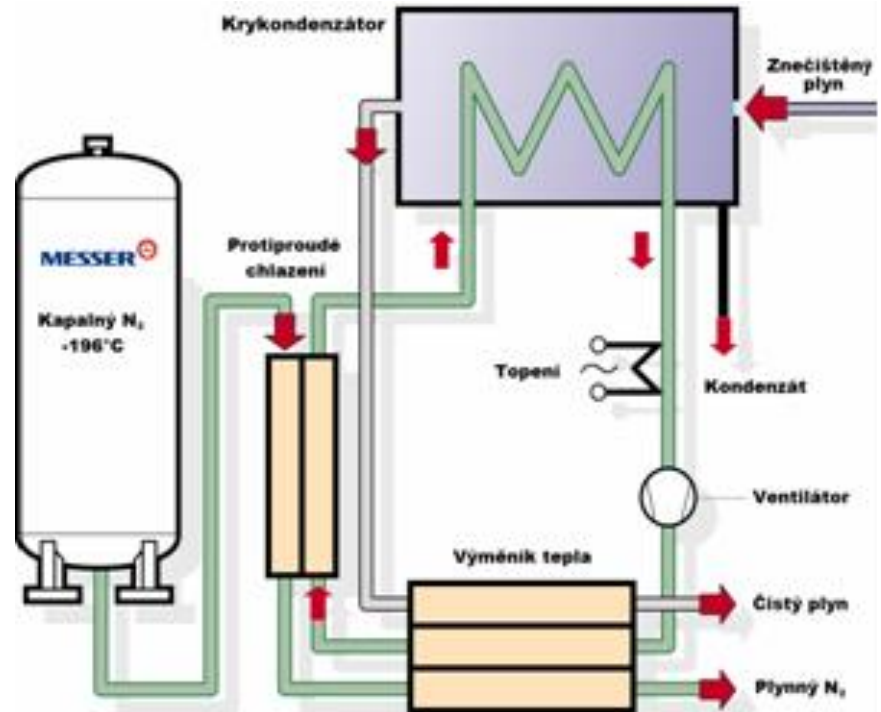 Krykondenzátor
Znečištěný
plyn
Protiproudé
chlazení
MESSER
Kapalný N₂
-196°C
Topení
Kondenzát
Ventilátor
Výměník tepla
Čistý plyn
Plynný N₂